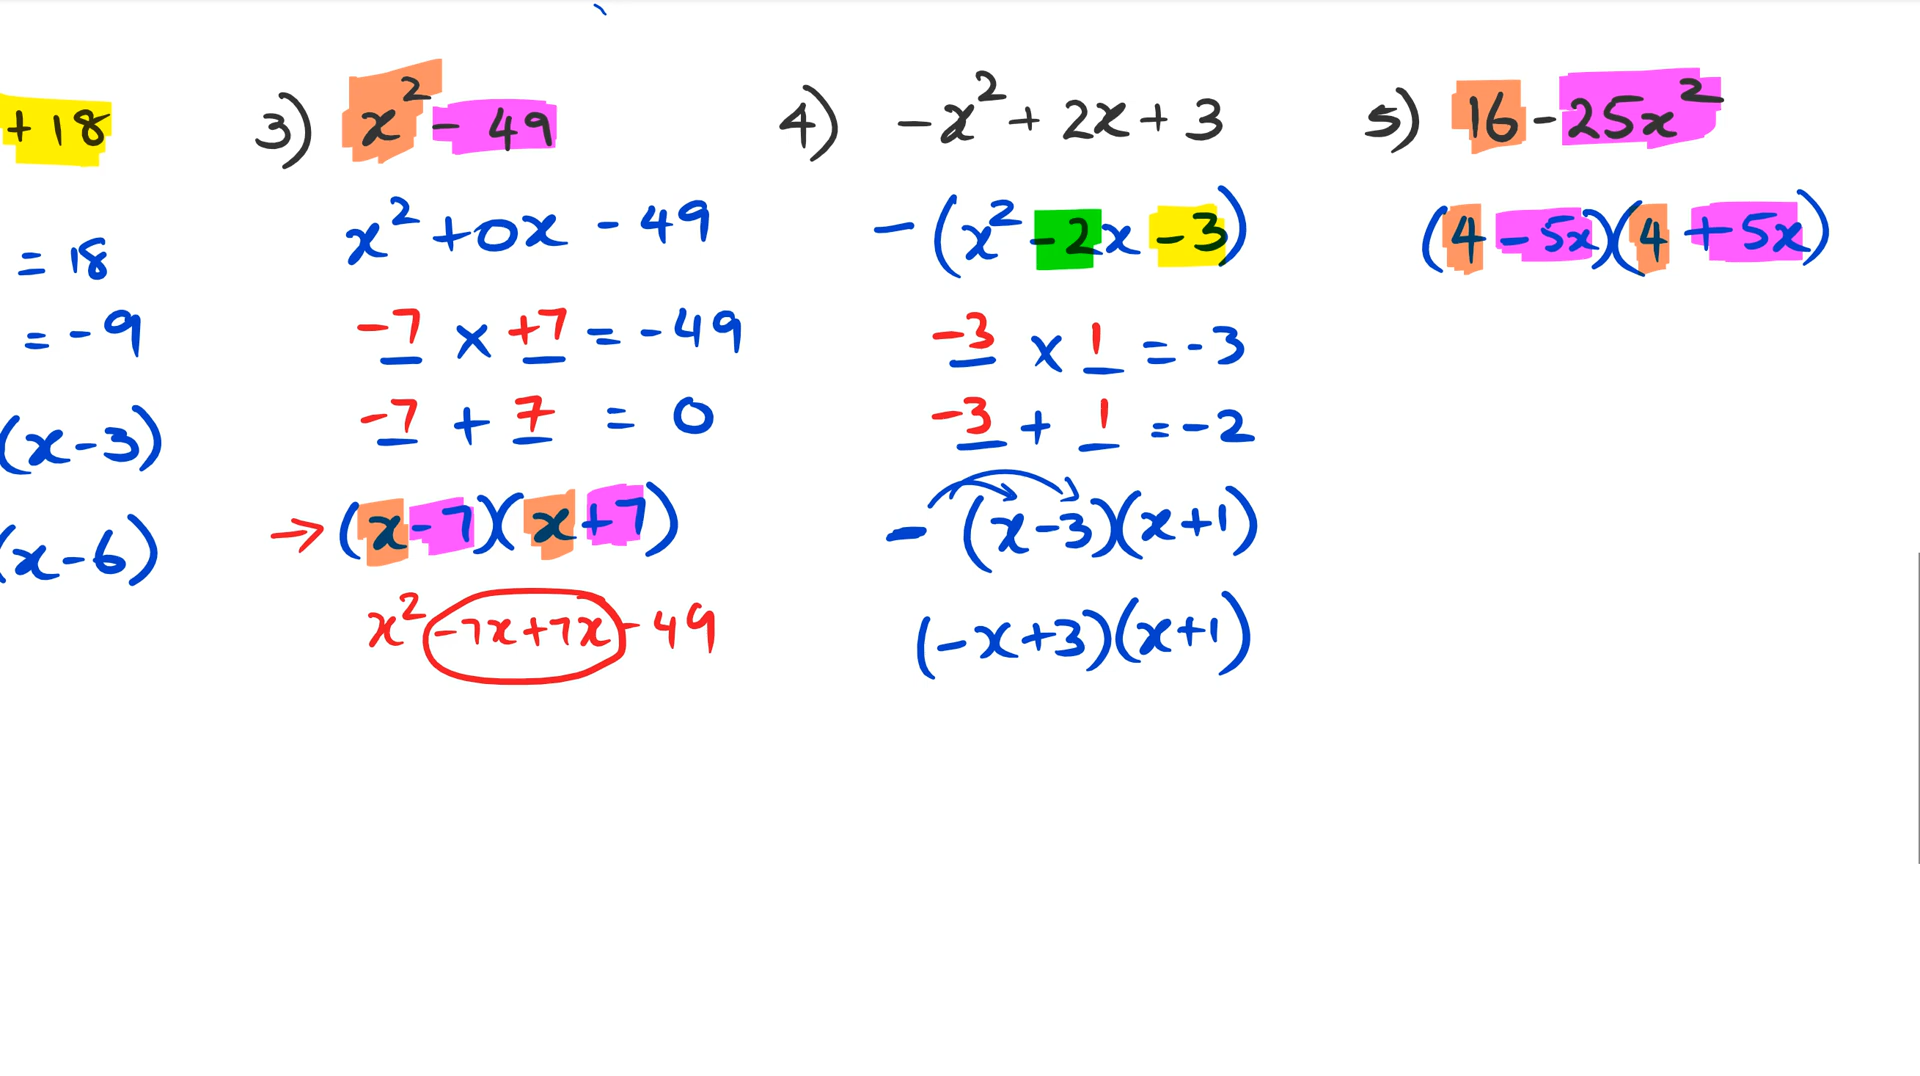 + 18
= 18
= -9
(x-3)
(x-6)
3) x² - 49
x² + 0x - 49
-7 x +7 = -49
-7 + 7 = 0
→ (x-7)(x+7)
x² -7x+7x - 49
4) -x² + 2x + 3
-(x² -2x -3)
-3 x 1 = -3
-3 + 1 = -2
- (x-3)(x+1)
(-x+3)(x+1)
5) 16 - 25x²
(4 - 5x)(4 + 5x)